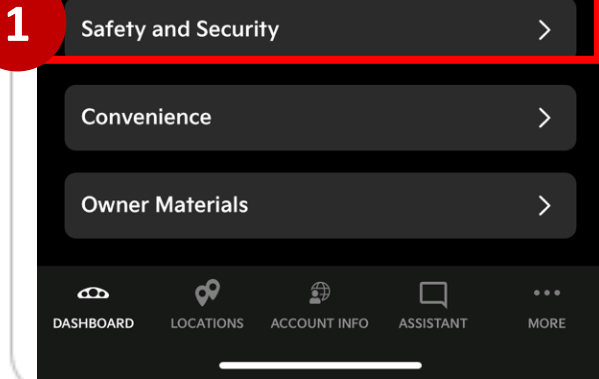 1
Safety and Security
Convenience
Owner Materials
DASHBOARD LOCATIONS ACCOUNT INFO ASSISTANT MORE